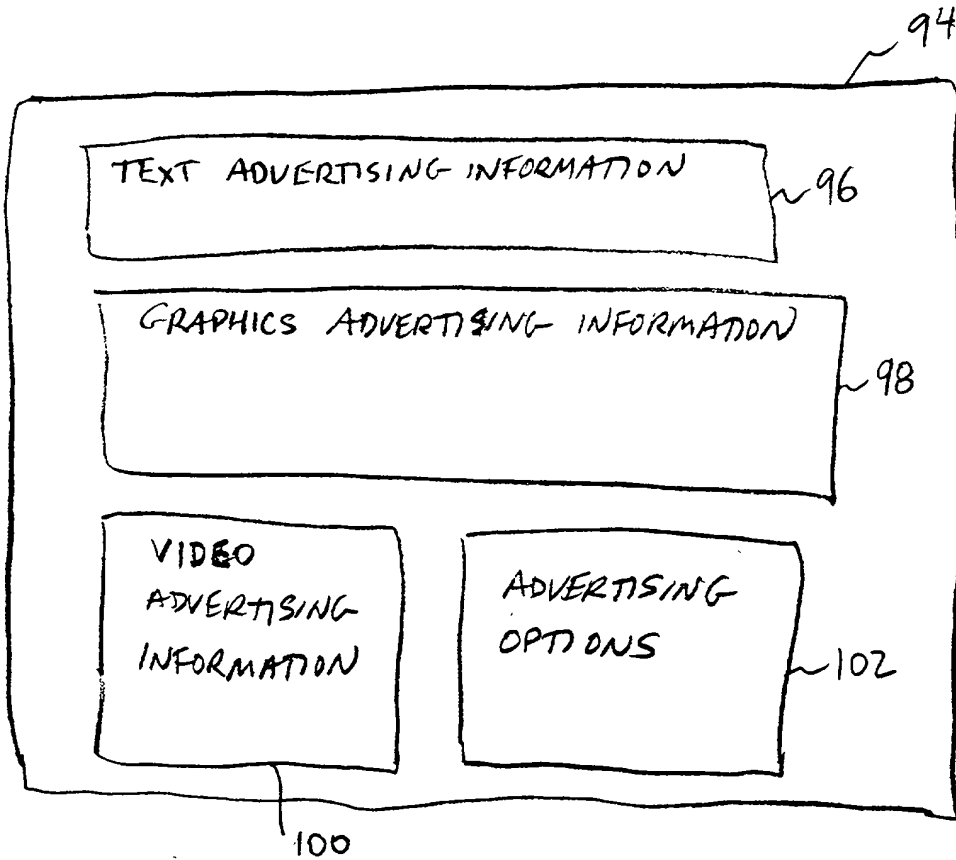 94
TEXT ADVERTISING INFORMATION
96
GRAPHICS ADVERTISING INFORMATION
98
VIDEO
ADVERTISING
INFORMATION
100
ADVERTISING
OPTIONS
102